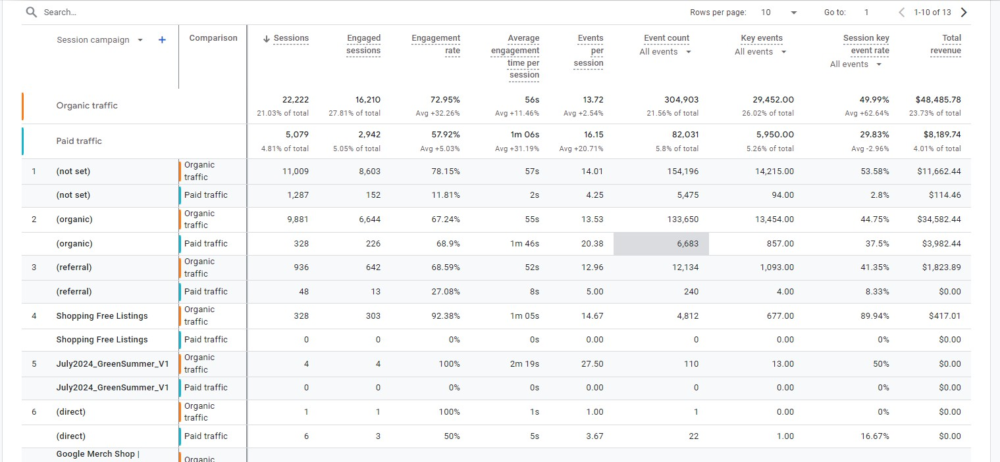 Search...
Rows per page: 10 Go to: 1 1-10 of 13
Session campaign + Comparison Sessions Engaged sessions Engagement rate Average engagement time per session Events per session Event count All events Key events All events Session key event rate All events Total revenue
Organic traffic 22,222 16,210 72.95% 56s 13.72 304,903 29,452.00 49.99% $48,485.78
21.03% of total 27.81% of total Avg +32.26% Avg +11.46% Avg +2.54% 21.56% of total 26.02% of total Avg +62.64% 23.73% of total
Paid traffic 5,079 2,942 57.92% 1m 06s 16.15 82,031 5,950.00 29.83% $8,189.74
4.81% of total 5.05% of total Avg +5.03% Avg +31.19% Avg +20.71% 5.8% of total 5.26% of total Avg -2.96% 4.01% of total
1 (not set) Organic traffic 11,009 8,603 78.15% 57s 14.01 154,196 14,215.00 53.58% $11,662.44
(not set) Paid traffic 1,287 152 11.81% 2s 4.25 5,475 94.00 2.8% $114.46
2 (organic) Organic traffic 9,881 6,644 67.24% 55s 13.53 133,650 13,454.00 44.75% $34,582.44
(organic) Paid traffic 328 226 68.9% 1m 46s 20.38 6,683 857.00 37.5% $3,982.44
3 (referral) Organic traffic 936 642 68.59% 52s 12.96 12,134 1,093.00 41.35% $1,823.89
(referral) Paid traffic 48 13 27.08% 8s 5.00 240 4.00 8.33% $0.00
4 Shopping Free Listings Organic traffic 328 303 92.38% 1m 05s 14.67 4,812 677.00 89.94% $417.01
Shopping Free Listings Paid traffic 0 0 0% 0s 0.00 0 0.00 0% $0.00
5 July2024_GreenSummer_V1 Organic traffic 4 4 100% 2m 19s 27.50 110 13.00 50% $0.00
July2024_GreenSummer_V1 Paid traffic 0 0 0% 0s 0.00 0 0.00 0% $0.00
6 (direct) Organic traffic 1 1 100% 1s 1.00 1 0.00 0% $0.00
(direct) Paid traffic 6 3 50% 5s 3.67 22 1.00 16.67% $0.00
Google Merch Shop | Organic